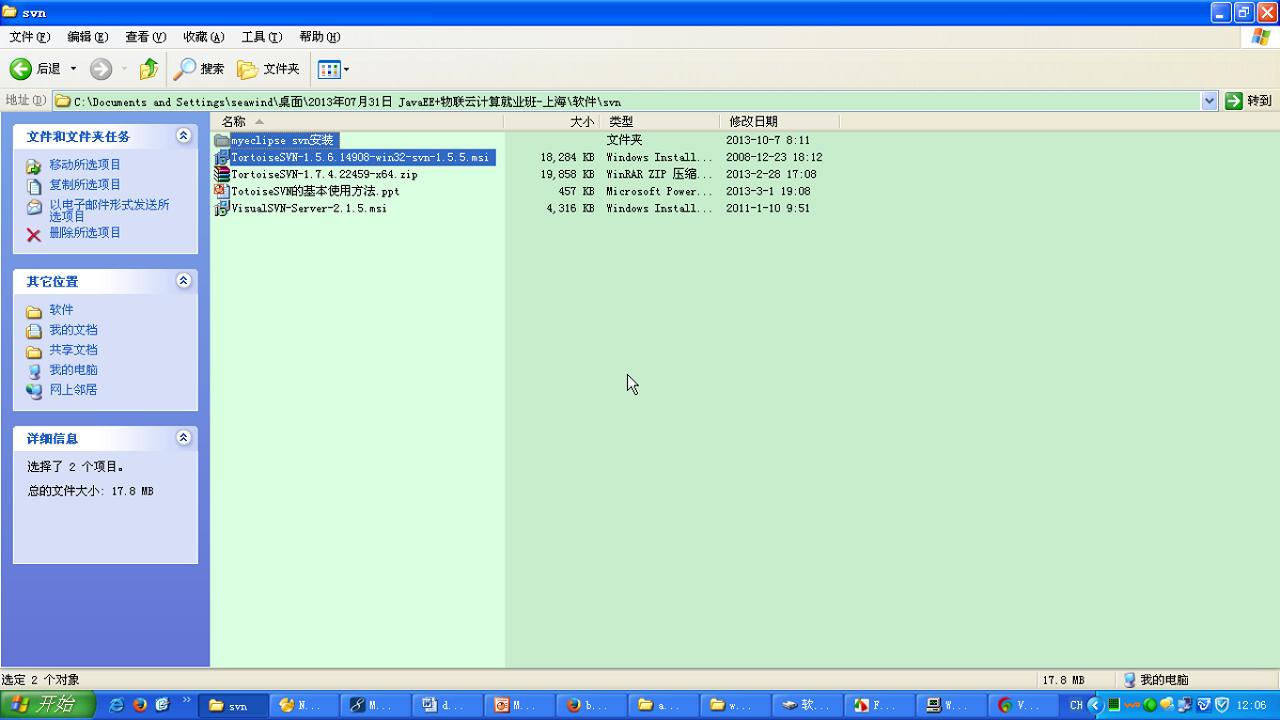 svn
文件(F) 编辑(E) 查看(V) 收藏(A) 工具(T) 帮助(H)
后退 搜索 文件夹
地址(D) C:\Documents and Settings\seawind\桌面\2013年07月31日 JavaEE+物联云计算就业班-上海\软件\svn 转到
文件和文件夹任务
移动所选项目
复制所选项目
以电子邮件形式发送所
选项目
删除所选项目
其它位置
软件
我的文档
共享文档
我的电脑
网上邻居
详细信息
选择了 2 个项目。
总的文件大小: 17.8 MB
名称 大小 类型 修改日期
myeclipse svn安装 文件夹 2013-10-7 8:11
TortoiseSVN-1.5.6.14908-win32-svn-1.5.5.msi 18,284 KB Windows Install... 2008-12-23 18:12
TortoiseSVN-1.7.4.22459-x64.zip 19,858 KB WinRAR ZIP 压缩... 2013-2-28 17:08
TotoiseSVN的基本使用方法.ppt 457 KB Microsoft Power... 2013-3-1 19:08
VisualSVN-Server-2.1.5.msi 4,316 KB Windows Install... 2011-1-10 9:51
选定 2 个对象 17.8 MB 我的电脑
开始 svn N... M... d... M... b... a... w... 软... F... W... V... CH 12:06